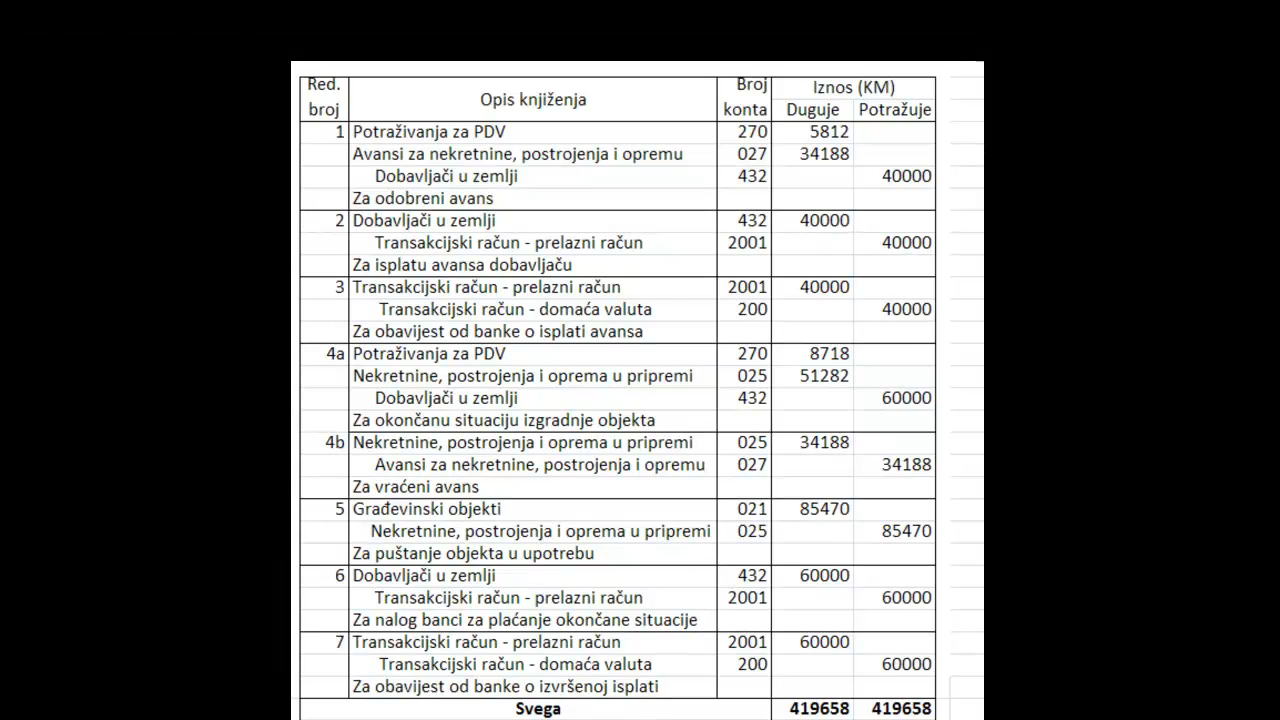 Red. broj Opis knjiženja Broj konta Iznos (KM)
Duguje Potražuje
1 Potraživanja za PDV 270 5812
Avansi za nekretnine, postrojenja i opremu 027 34188
Dobavljači u zemlji 432 40000
Za odobreni avans
2 Dobavljači u zemlji 432 40000
Transakcijski račun - prelazni račun 2001 40000
Za isplatu avansa dobavljaču
3 Transakcijski račun - prelazni račun 2001 40000
Transakcijski račun - domaća valuta 200 40000
Za obavijest od banke o isplati avansa
4a Potraživanja za PDV 270 8718
Nekretnine, postrojenja i oprema u pripremi 025 51282
Dobavljači u zemlji 432 60000
Za okončanu situaciju izgradnje objekta
4b Nekretnine, postrojenja i oprema u pripremi 025 34188
Avansi za nekretnine, postrojenja i opremu 027 34188
Za vraćeni avans
5 Građevinski objekti 021 85470
Nekretnine, postrojenja i oprema u pripremi 025 85470
Za puštanje objekta u upotrebu
6 Dobavljači u zemlji 432 60000
Transakcijski račun - prelazni račun 2001 60000
Za nalog banci za plaćanje okončane situacije
7 Transakcijski račun - prelazni račun 2001 60000
Transakcijski račun - domaća valuta 200 60000
Za obavijest od banke o izvršenoj isplati
Svega 419658 419658